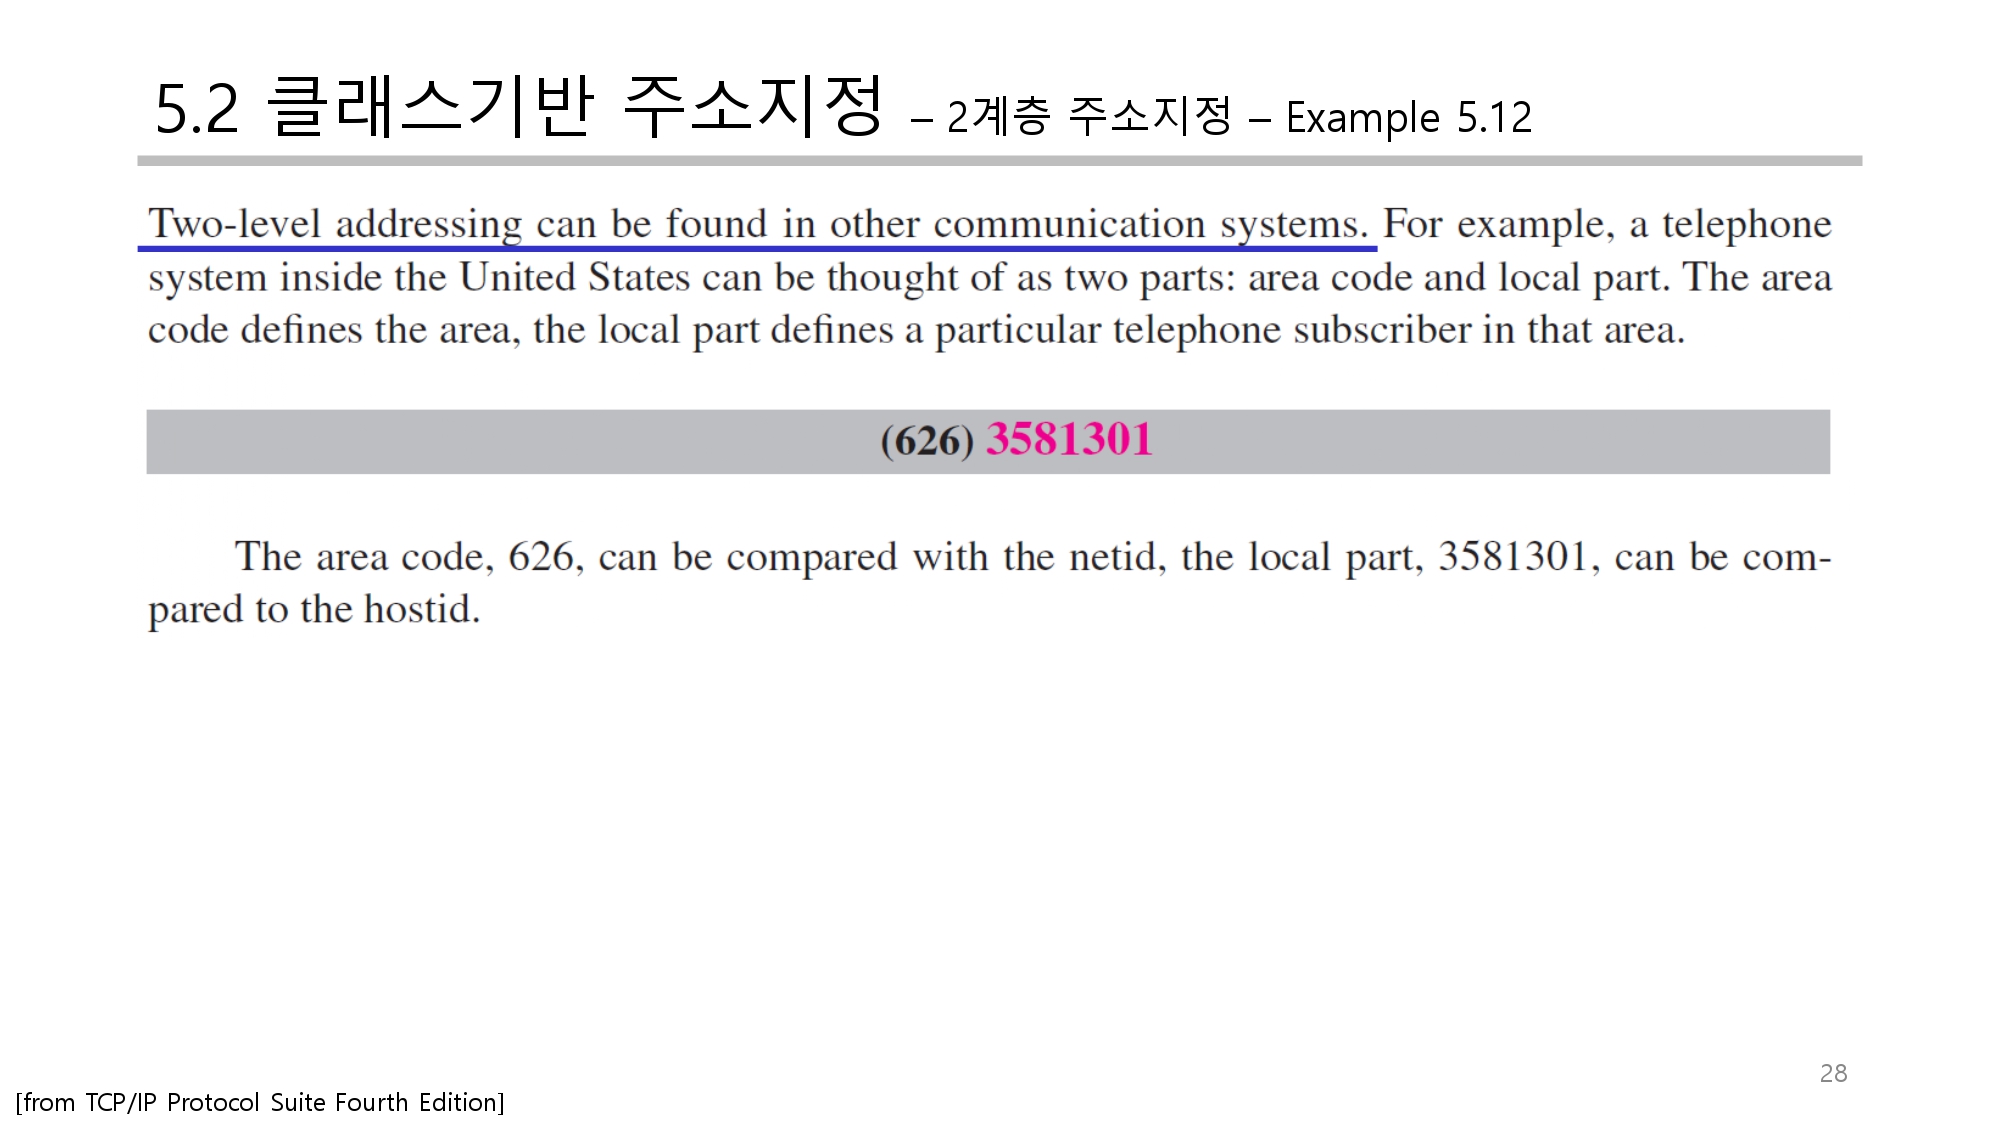 5.2 클래스기반 주소지정 – 2계층 주소지정 – Example 5.12
Two-level addressing can be found in other communication systems. For example, a telephone
system inside the United States can be thought of as two parts: area code and local part. The area
code defines the area, the local part defines a particular telephone subscriber in that area.
(626) 3581301
The area code, 626, can be compared with the netid, the local part, 3581301, can be com-
pared to the hostid.
28
[from TCP/IP Protocol Suite Fourth Edition]